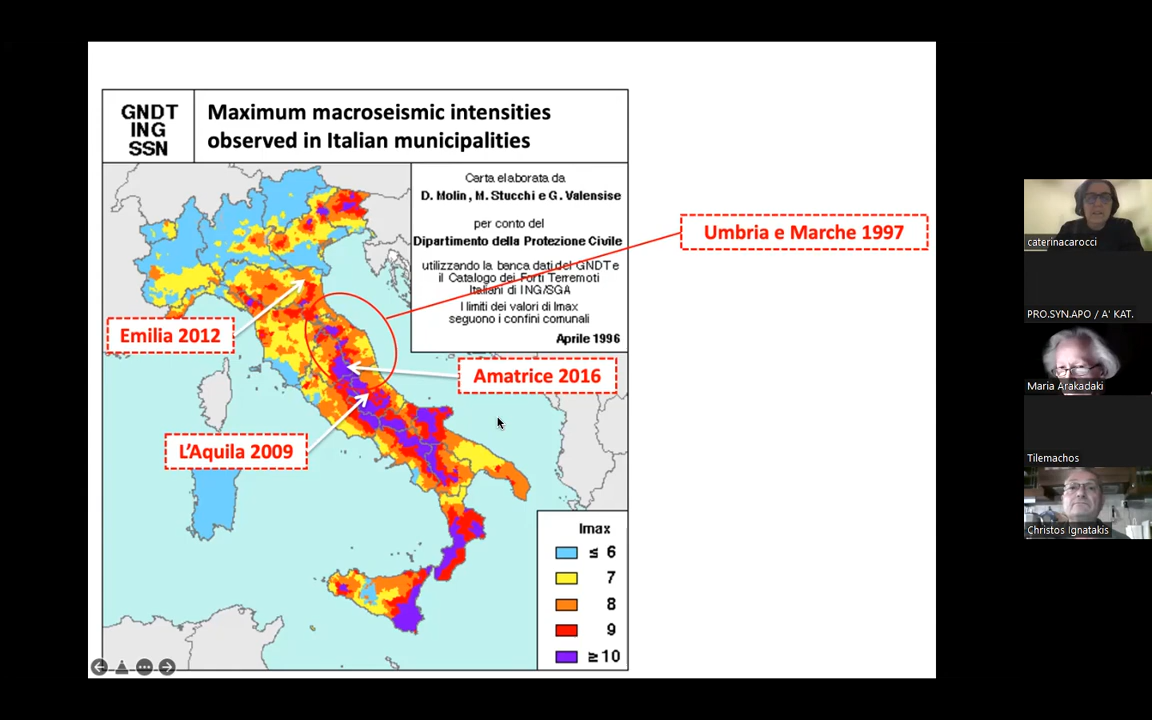 GNDT
ING
SSN
Maximum macroseismic intensities
observed in Italian municipalities
Carta elaborata da
D. Molin, M. Stucchi e G. Valensise
per conto del
Dipartimento della Protezione Civile
utilizzando la banca dati del GNDT e
il Catalogo dei Forti Terremoti
Italiani di ING/SGA
I limiti dei valori di Imax
seguono i confini comunali
Aprile 1996
Umbria e Marche 1997
Emilia 2012
Amatrice 2016
L'Aquila 2009
Imax
≤ 6
7
8
9
≥ 10
caterinacarocci
PRO.SYN.APO / A' KAT.
Maria Arakadaki
Tilemachos
Christos Ignatakis